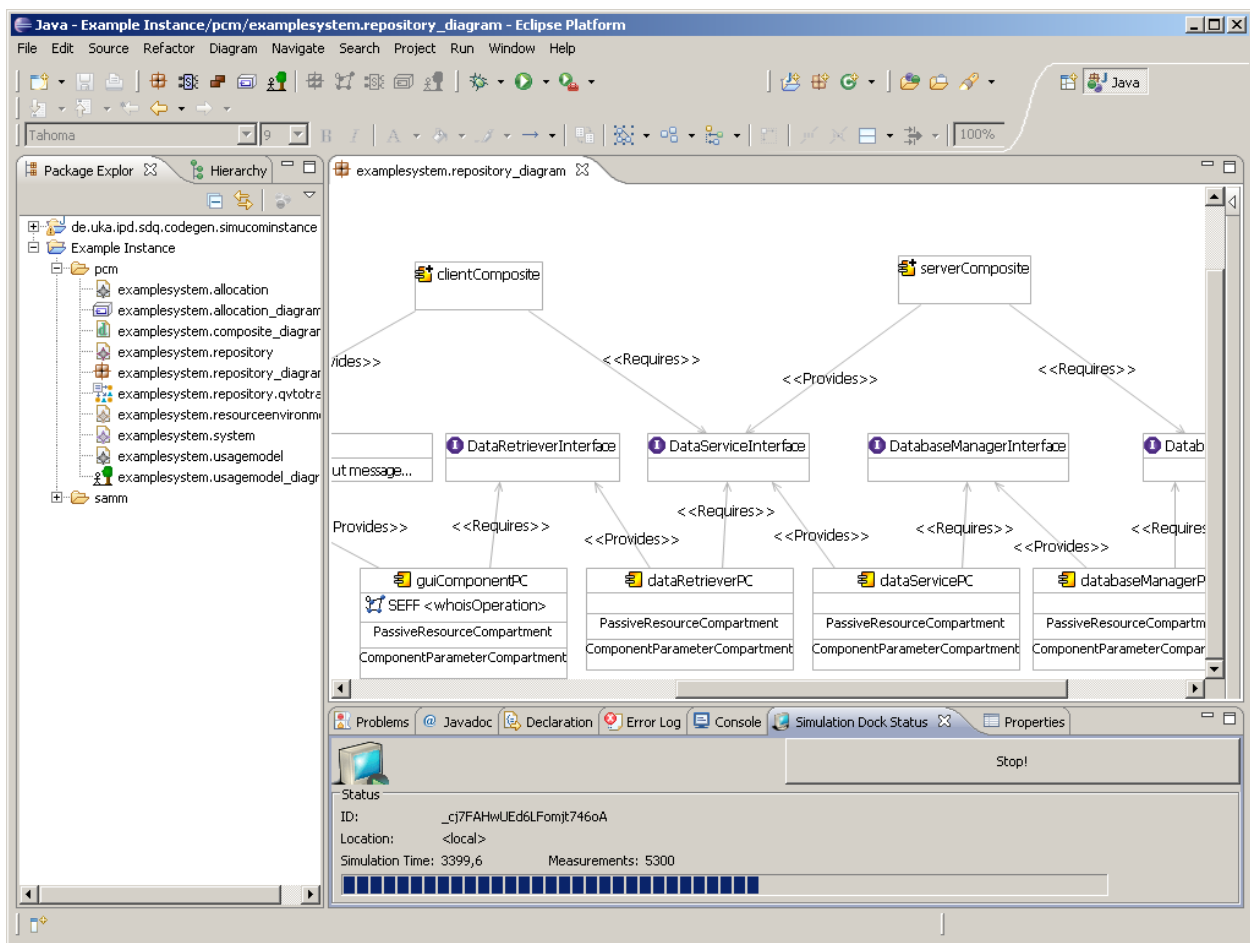 Java - Example Instance/pcm/examplesystem.repository_diagram - Eclipse Platform
File Edit Source Refactor Diagram Navigate Search Project Run Window Help
Java
Tahoma 9 B I A 100%
Package Explor Hierarchy
de.uka.ipd.sdq.codegen.simucominstance
Example Instance
pcm
examplesystem.allocation
examplesystem.allocation_diagram
examplesystem.composite_diagrar
examplesystem.repository
examplesystem.repository_diagrar
examplesystem.repository.qvtotra
examplesystem.resourceenvironme
examplesystem.system
examplesystem.usagemodel
examplesystem.usagemodel_diagr
samm
examplesystem.repository_diagram
clientComposite
serverComposite
vides>>
<<Requires>>
<<Provides>>
<<Requires>>
DataRetrieverInterface
DataServiceInterface
DatabaseManagerInterface
Datab
ut message...
Provides>>
<<Requires>>
<<Provides>>
<<Requires>>
<<Provides>>
<<Requires>>
<<Provides>>
<<Requires
guiComponentPC
SEFF <whoisOperation>
PassiveResourceCompartment
ComponentParameterCompartment
dataRetrieverPC
PassiveResourceCompartment
ComponentParameterCompartment
dataServicePC
PassiveResourceCompartment
ComponentParameterCompartment
databaseManagerP
PassiveResourceCompartm
ComponentParameterCompar
Problems Javadoc Declaration Error Log Console Simulation Dock Status Properties
Stop!
Status
ID: _cj7FAHwUEd6LFomjt746oA
Location: <local>
Simulation Time: 3399,6 Measurements: 5300